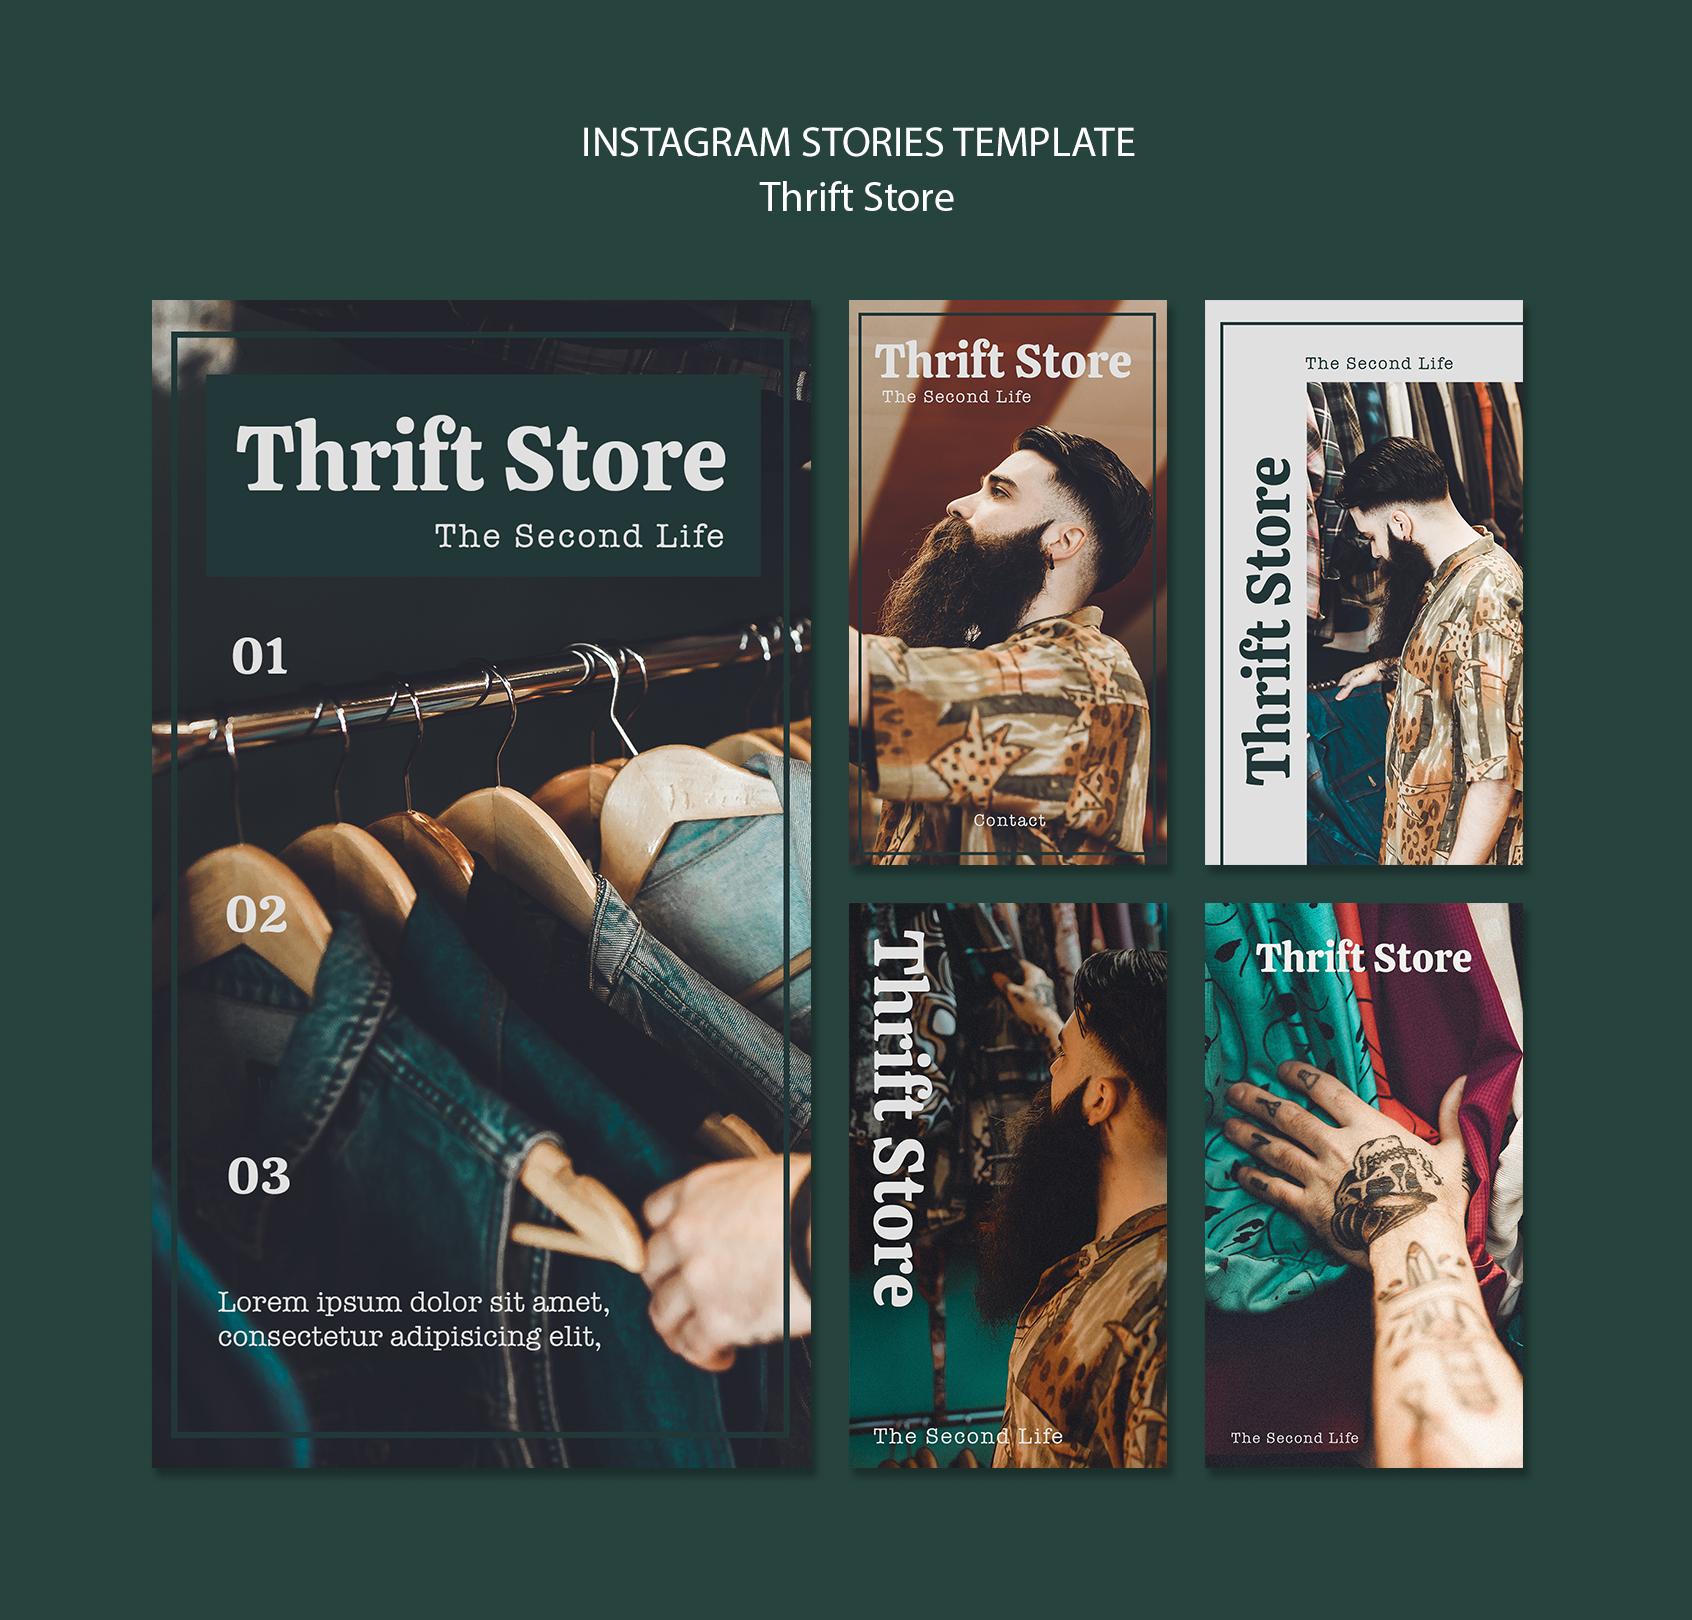 INSTAGRAM STORIES TEMPLATE
Thrift Store
Thrift Store
The Second Life
01
02
03
Lorem ipsum dolor sit amet,
consectetur adipisicing elit,
Thrift Store
The Second Life
Contact
The Second Life
Thrift Store
Thrift Store
The Second Life
Thrift Store
The Second Life